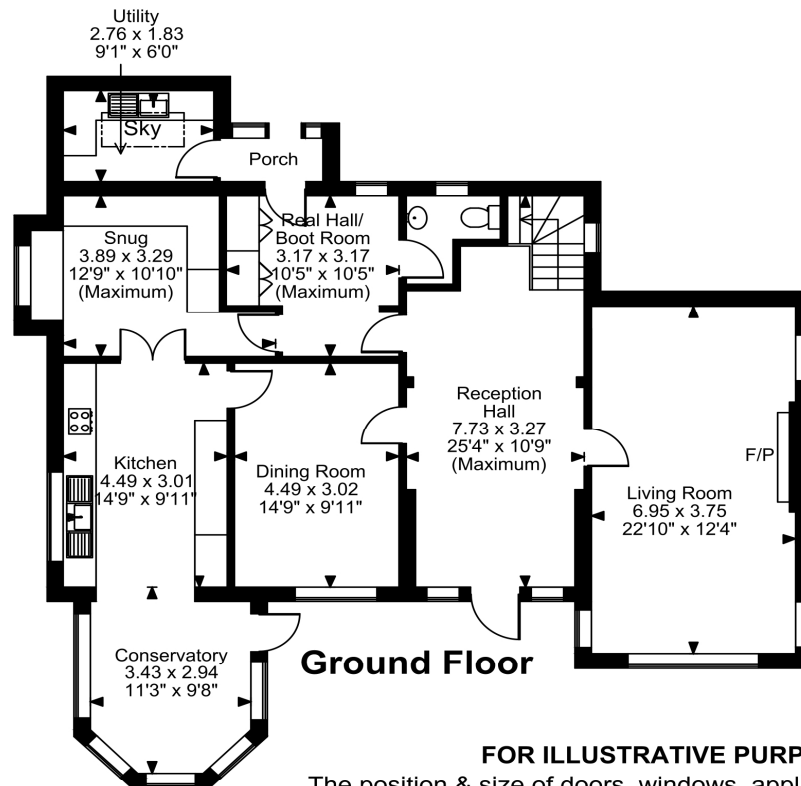 Utility
2.76 x 1.83
9'1" x 6'0"
Sky
Porch
Snug
3.89 x 3.29
12'9" x 10'10"
(Maximum)
Real Hall/
Boot Room
3.17 x 3.17
10'5" x 10'5"
(Maximum)
Reception
Hall
7.73 x 3.27
25'4" x 10'9"
(Maximum)
F/P
Kitchen
4.49 x 3.01
14'9" x 9'11"
Dining Room
4.49 x 3.02
14'9" x 9'11"
Living Room
6.95 x 3.75
22'10" x 12'4"
Conservatory
3.43 x 2.94
11'3" x 9'8"
Ground Floor
FOR ILLUSTRATIVE PURP
The position & size of doors, windows, appl